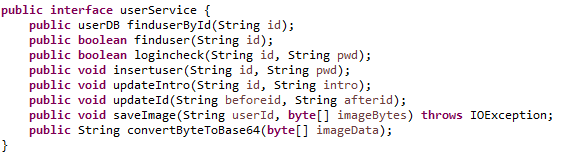 public interface userService {
public userDB finduserById(String id);
public boolean finduser(String id);
public boolean logincheck(String id, String pwd);
public void insertuser(String id, String pwd);
public void updateIntro(String id, String intro);
public void updateId(String beforeid, String afterid);
public void saveImage(String userId, byte[] imageBytes) throws IOException;
public String convertByteToBase64(byte[] imageData);
}